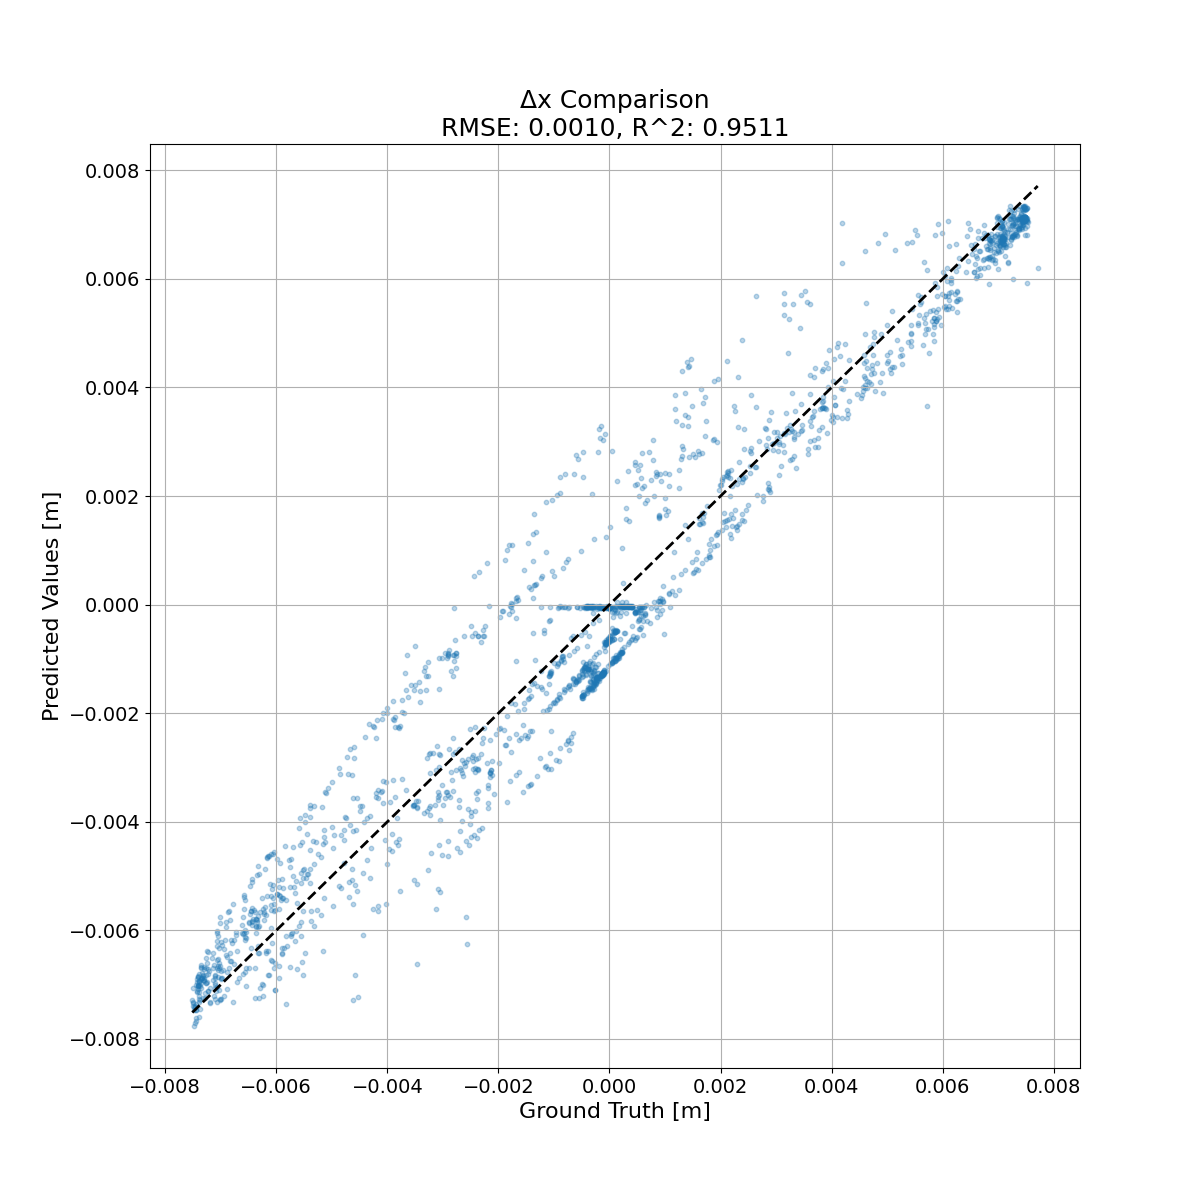 Δx Comparison
RMSE: 0.0010, R^2: 0.9511
0.008
0.006
0.004
0.002
0.000
−0.002
−0.004
−0.006
−0.008
Predicted Values [m]
−0.008 −0.006 −0.004 −0.002 0.000 0.002 0.004 0.006 0.008
Ground Truth [m]